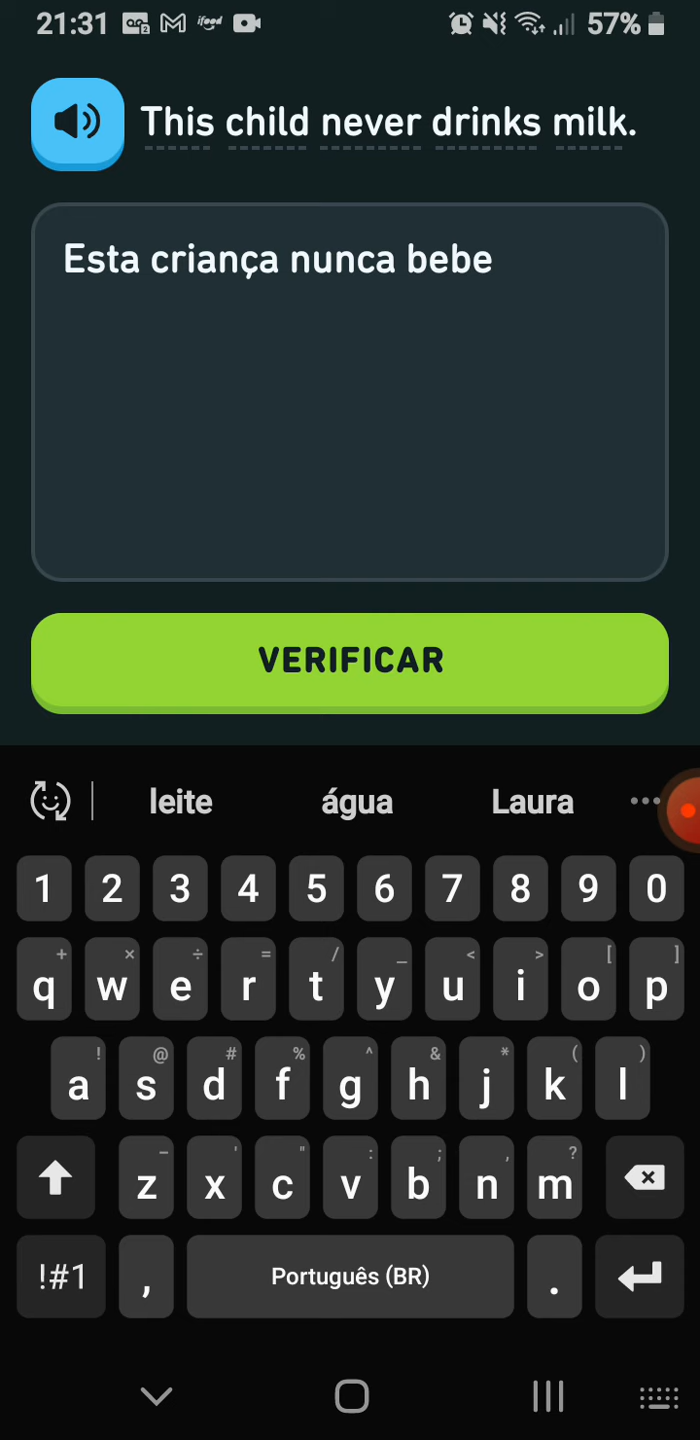 21:31 57%
This child never drinks milk.
Esta criança nunca bebe
VERIFICAR
leite água Laura
1 2 3 4 5 6 7 8 9 0
+ × ÷ = / _ < > [ ]
q w e r t y u i o p
! @ # % ^ & * ( )
a s d f g h j k l
- ' " : ; , ?
z x c v b n m
!#1 , Português (BR) .